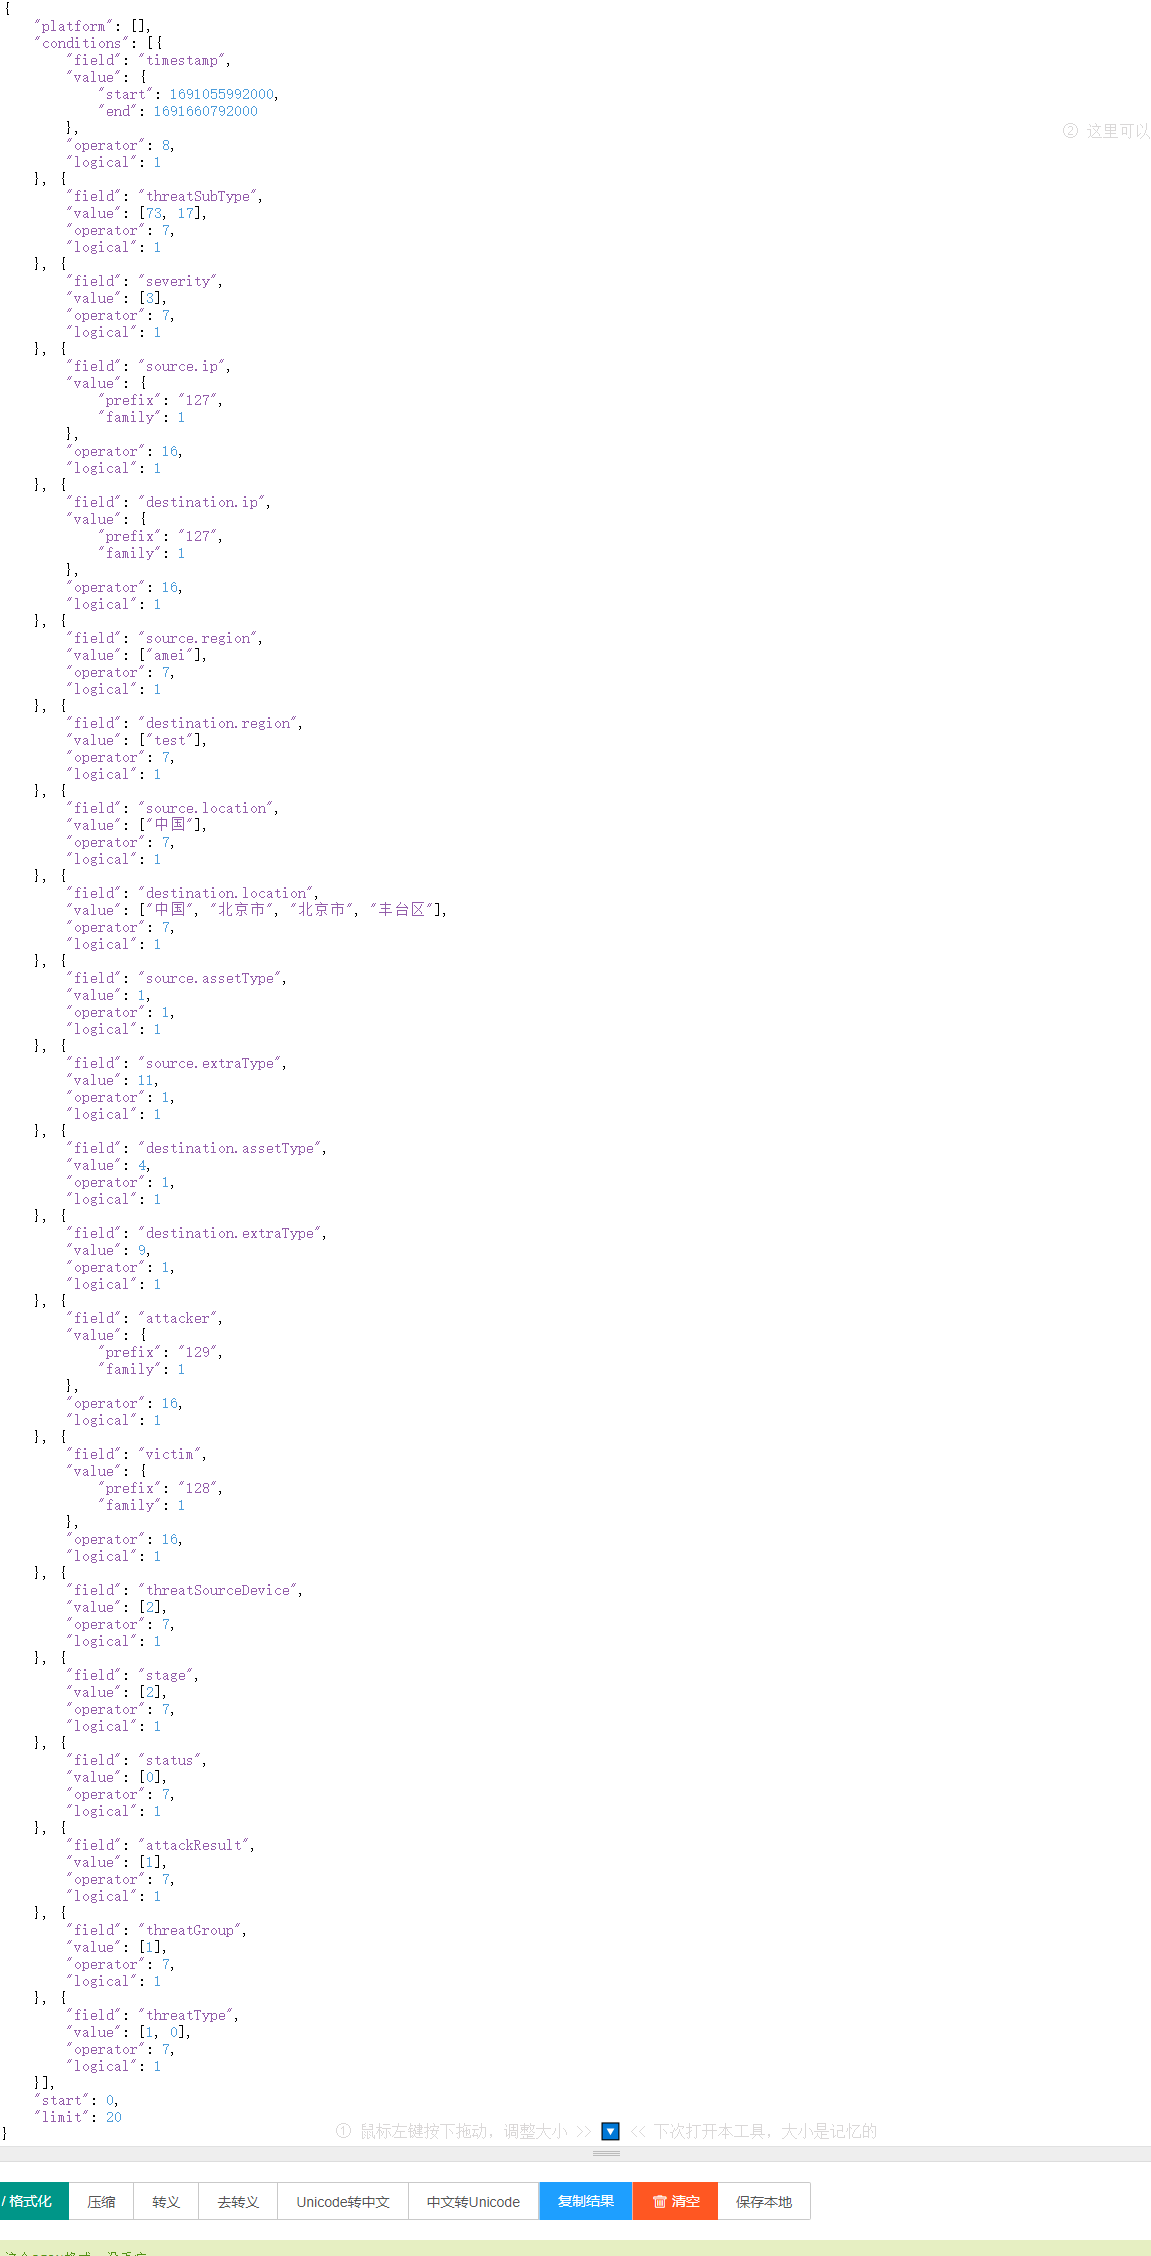 {
    "platform": [],
    "conditions": [{
        "field": "timestamp",
        "value": {
            "start": 1691055992000,
            "end": 1691660792000
        },
② 这里可以
        "operator": 8,
        "logical": 1
    }, {
        "field": "threatSubType",
        "value": [73, 17],
        "operator": 7,
        "logical": 1
    }, {
        "field": "severity",
        "value": [3],
        "operator": 7,
        "logical": 1
    }, {
        "field": "source.ip",
        "value": {
            "prefix": "127",
            "family": 1
        },
        "operator": 16,
        "logical": 1
    }, {
        "field": "destination.ip",
        "value": {
            "prefix": "127",
            "family": 1
        },
        "operator": 16,
        "logical": 1
    }, {
        "field": "source.region",
        "value": ["amei"],
        "operator": 7,
        "logical": 1
    }, {
        "field": "destination.region",
        "value": ["test"],
        "operator": 7,
        "logical": 1
    }, {
        "field": "source.location",
        "value": ["中国"],
        "operator": 7,
        "logical": 1
    }, {
        "field": "destination.location",
        "value": ["中国", "北京市", "北京市", "丰台区"],
        "operator": 7,
        "logical": 1
    }, {
        "field": "source.assetType",
        "value": 1,
        "operator": 1,
        "logical": 1
    }, {
        "field": "source.extraType",
        "value": 11,
        "operator": 1,
        "logical": 1
    }, {
        "field": "destination.assetType",
        "value": 4,
        "operator": 1,
        "logical": 1
    }, {
        "field": "destination.extraType",
        "value": 9,
        "operator": 1,
        "logical": 1
    }, {
        "field": "attacker",
        "value": {
            "prefix": "129",
            "family": 1
        },
        "operator": 16,
        "logical": 1
    }, {
        "field": "victim",
        "value": {
            "prefix": "128",
            "family": 1
        },
        "operator": 16,
        "logical": 1
    }, {
        "field": "threatSourceDevice",
        "value": [2],
        "operator": 7,
        "logical": 1
    }, {
        "field": "stage",
        "value": [2],
        "operator": 7,
        "logical": 1
    }, {
        "field": "status",
        "value": [0],
        "operator": 7,
        "logical": 1
    }, {
        "field": "attackResult",
        "value": [1],
        "operator": 7,
        "logical": 1
    }, {
        "field": "threatGroup",
        "value": [1],
        "operator": 7,
        "logical": 1
    }, {
        "field": "threatType",
        "value": [1, 0],
        "operator": 7,
        "logical": 1
    }],
    "start": 0,
    "limit": 20
}
① 鼠标左键按下拖动, 调整大小 >> << 下次打开本工具, 大小是记忆的
/ 格式化 压缩 转义 去转义 Unicode转中文 中文转Unicode 复制结果 清空 保存本地